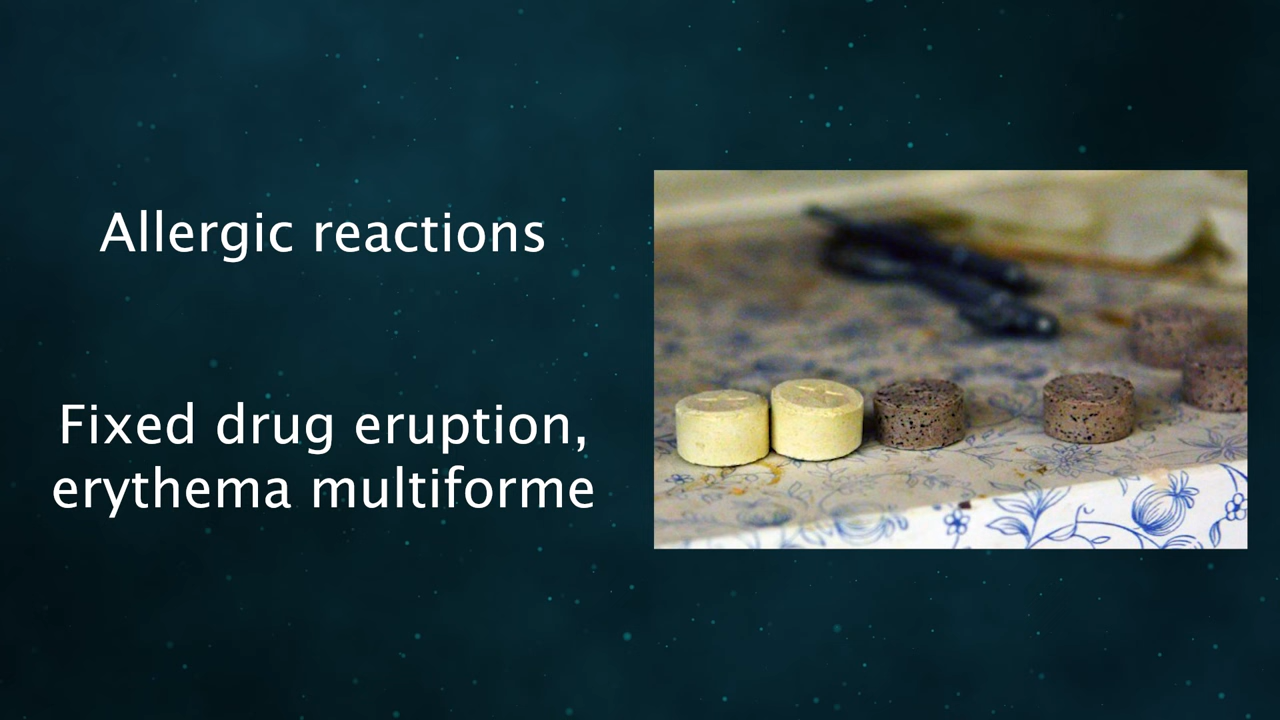 Allergic reactions
Fixed drug eruption,
erythema multiforme